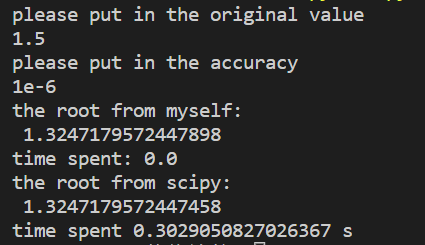 please put in the original value
1.5
please put in the accuracy
1e-6
the root from myself:
1.3247179572447898
time spent: 0.0
the root from scipy:
1.3247179572447458
time spent 0.3029050827026367 s